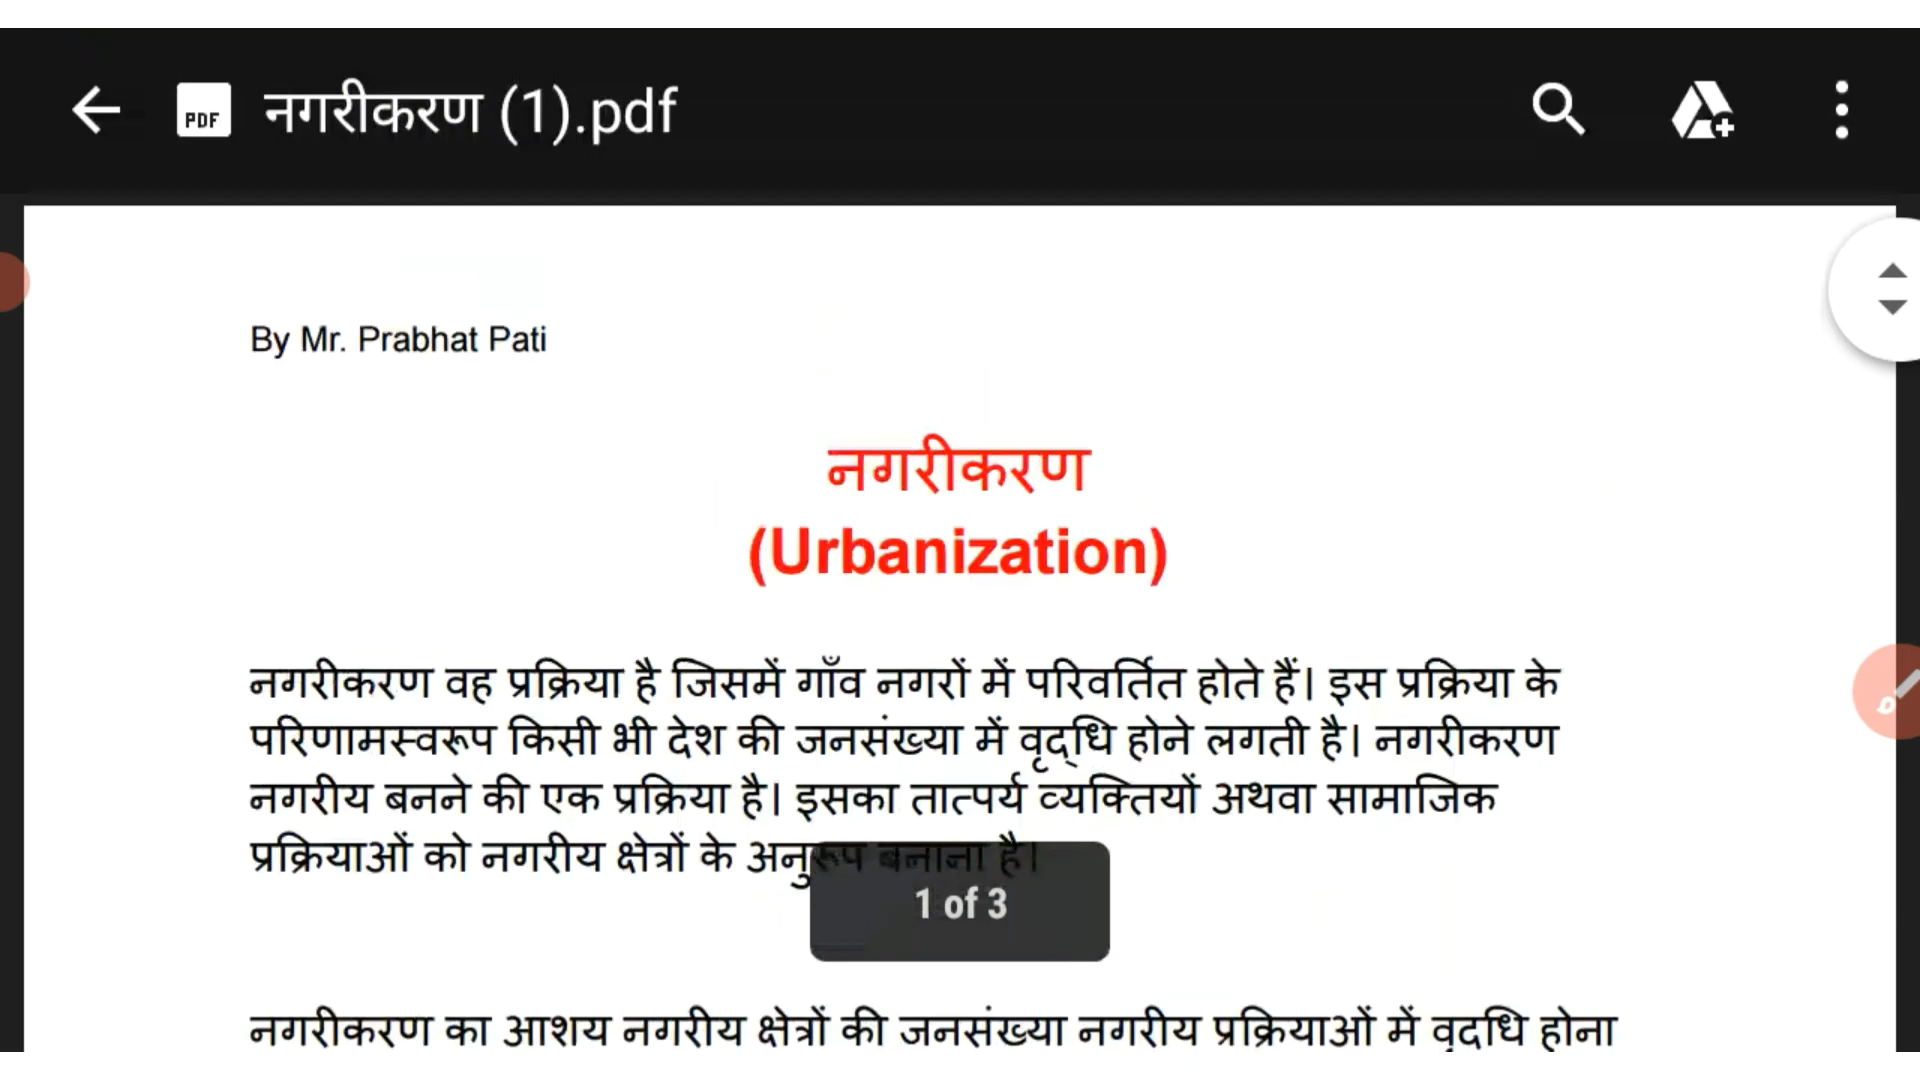 PDF नगरीकरण (1).pdf
By Mr. Prabhat Pati
नगरीकरण
(Urbanization)
नगरीकरण वह प्रक्रिया है जिसमें गाँव नगरों में परिवर्तित होते हैं। इस प्रक्रिया के
परिणामस्वरूप किसी भी देश की जनसंख्या में वृद्धि होने लगती है। नगरीकरण
नगरीय बनने की एक प्रक्रिया है। इसका तात्पर्य व्यक्तियों अथवा सामाजिक
प्रक्रियाओं को नगरीय क्षेत्रों के अनुरूप बनाना है।
1 of 3
नगरीकरण का आशय नगरीय क्षेत्रों की जनसंख्या नगरीय प्रक्रियाओं में वृद्धि होना